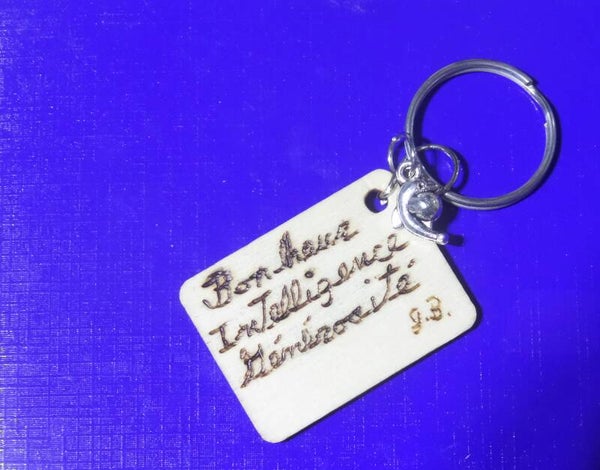 Bonheur
Intelligence
Générosité
J.B.